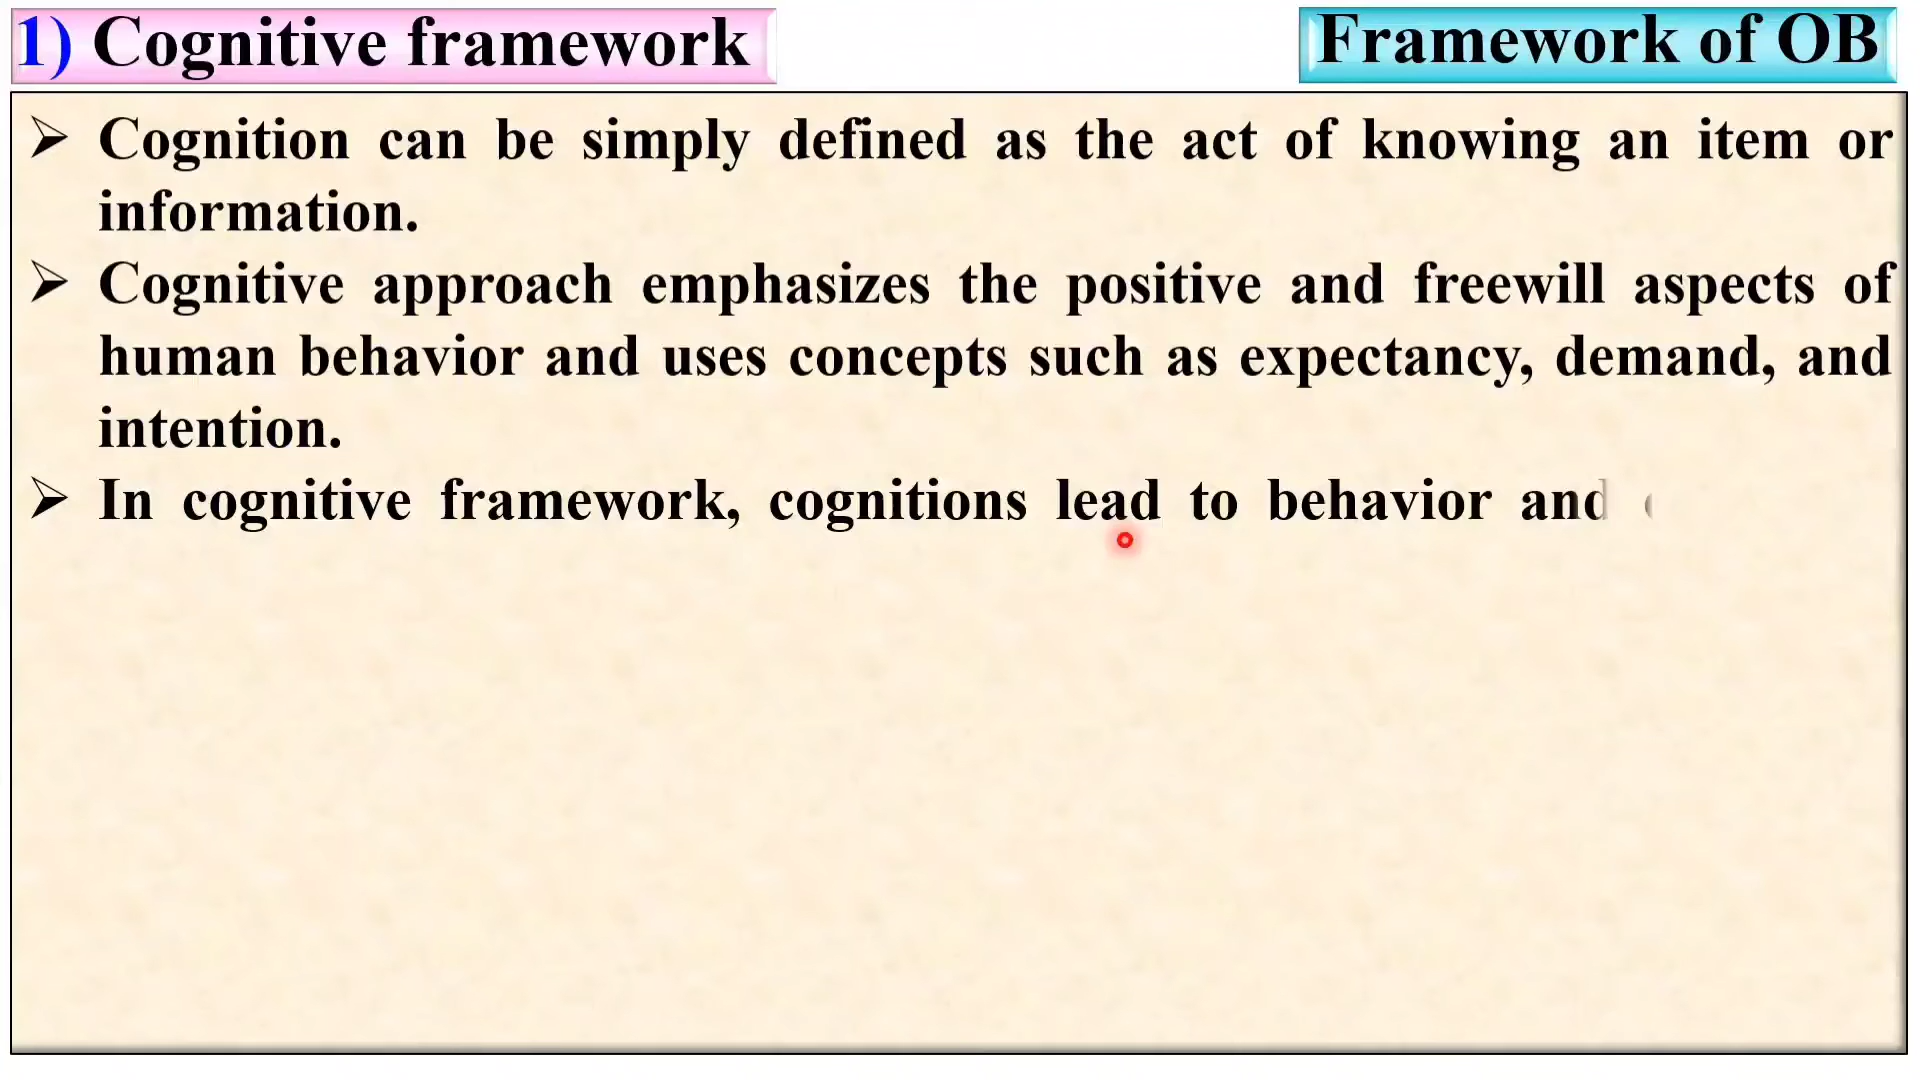 1) Cognitive framework
Framework of OB
➢ Cognition can be simply defined as the act of knowing an item or
information.
➢ Cognitive approach emphasizes the positive and freewill aspects of
human behavior and uses concepts such as expectancy, demand, and
intention.
➢ In cognitive framework, cognitions lead to behavior and